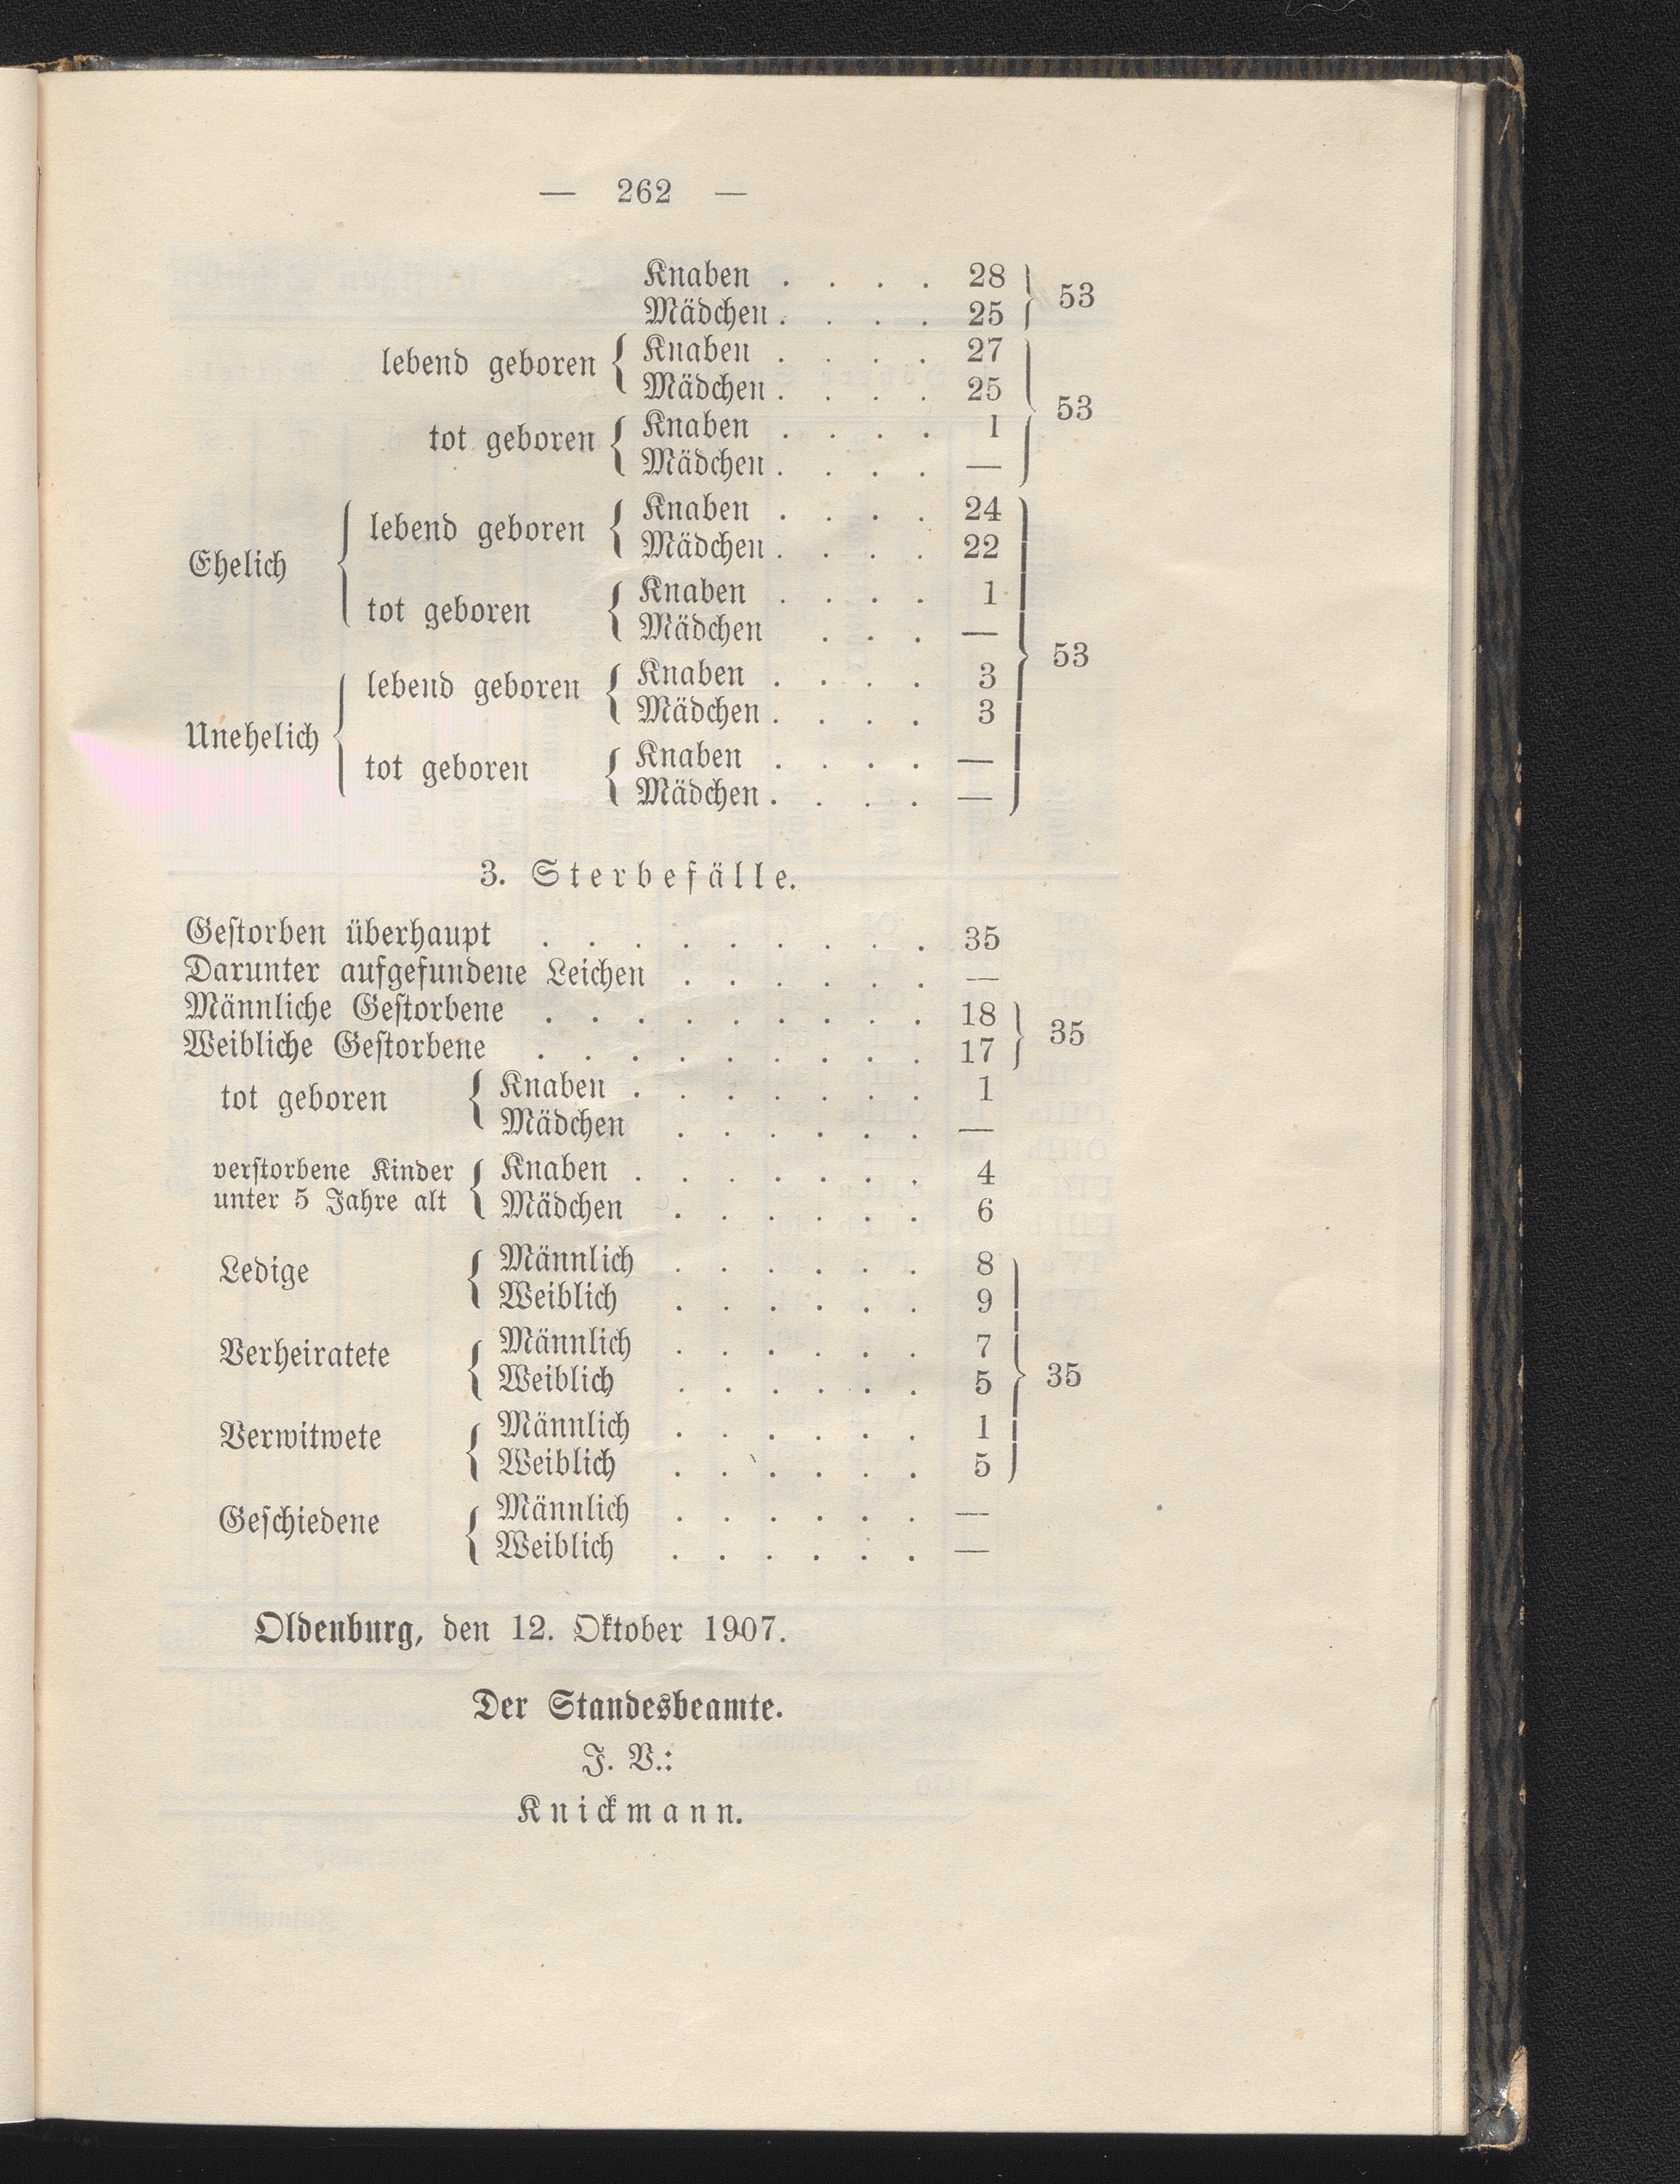 — 262 —
Knaben . . . . 28
Mädchen . . . . 25 } 53
lebend geboren { Knaben . . . . 27
Mädchen . . . . 25
tot geboren { Knaben . . . . 1
Mädchen . . . . — } 53
Ehelich { lebend geboren { Knaben . . . . 24
Mädchen . . . . 22
tot geboren { Knaben . . . . 1
Mädchen . . . —
Unehelich { lebend geboren { Knaben . . . . 3
Mädchen . . . . 3
tot geboren { Knaben . . . . —
Mädchen . . . . — } 53
3. Sterbefälle.
Gestorben überhaupt . . . . . . . . . 35
Darunter aufgefundene Leichen . . . . . . —
Männliche Gestorbene . . . . . . . . . 18
Weibliche Gestorbene . . . . . . . . . 17 } 35
tot geboren { Knaben . . . . . . . 1
Mädchen . . . . . . —
verstorbene Kinder unter 5 Jahre alt { Knaben . . . . . . . 4
Mädchen . . . . . . 6
Ledige { Männlich . . . . . . 8
Weiblich . . . . . . 9
Verheiratete { Männlich . . . . . . 7
Weiblich . . . . . . 5
Verwitwete { Männlich . . . . . . 1
Weiblich . . . . . . 5 } 35
Geschiedene { Männlich . . . . . . —
Weiblich . . . . . . —
Oldenburg, den 12. Oktober 1907.
Der Standesbeamte.
J. V.:
Knickmann.